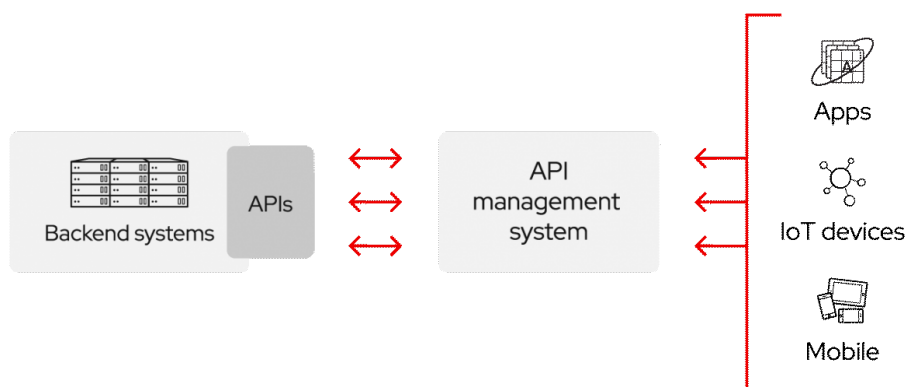 Backend systems
APIs
API
management
system
A
Apps
IoT devices
Mobile